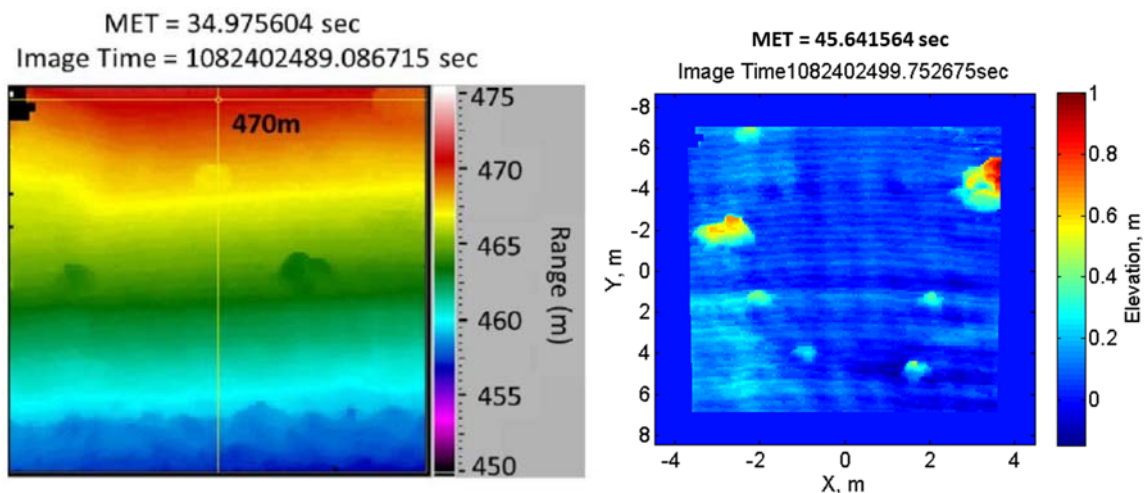 MET = 34.975604 sec
Image Time = 1082402489.086715 sec
470m
475
470
465
460
455
450
Range (m)
MET = 45.641564 sec
Image Time1082402499.752675sec
-8
-6
-4
-2
0
2
4
6
8
Y, m
-4
-2
0
2
4
X, m
1
0.8
0.6
0.4
0.2
0
Elevation, m